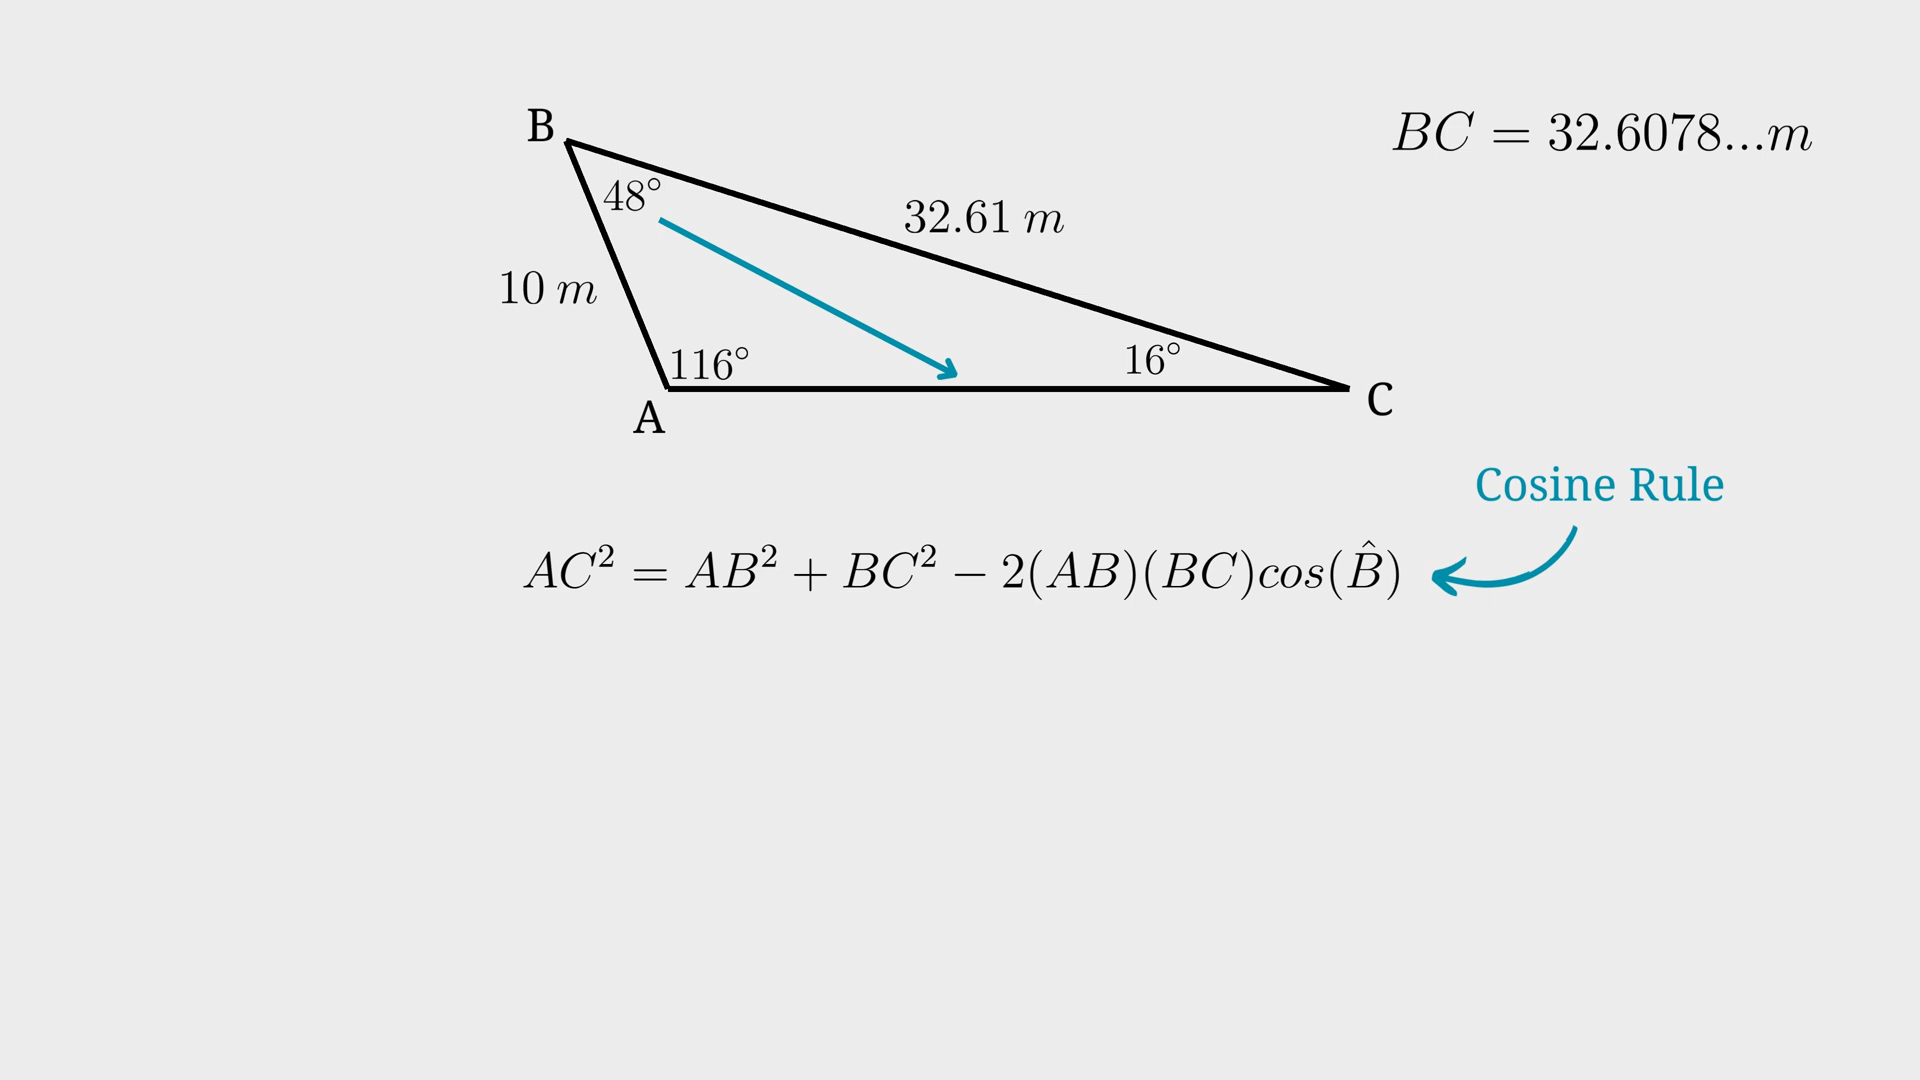 B
BC = 32.6078...m
48°
32.61 m
10 m
116°
16°
A
C
Cosine Rule
AC² = AB² + BC² − 2(AB)(BC)cos(B̂)